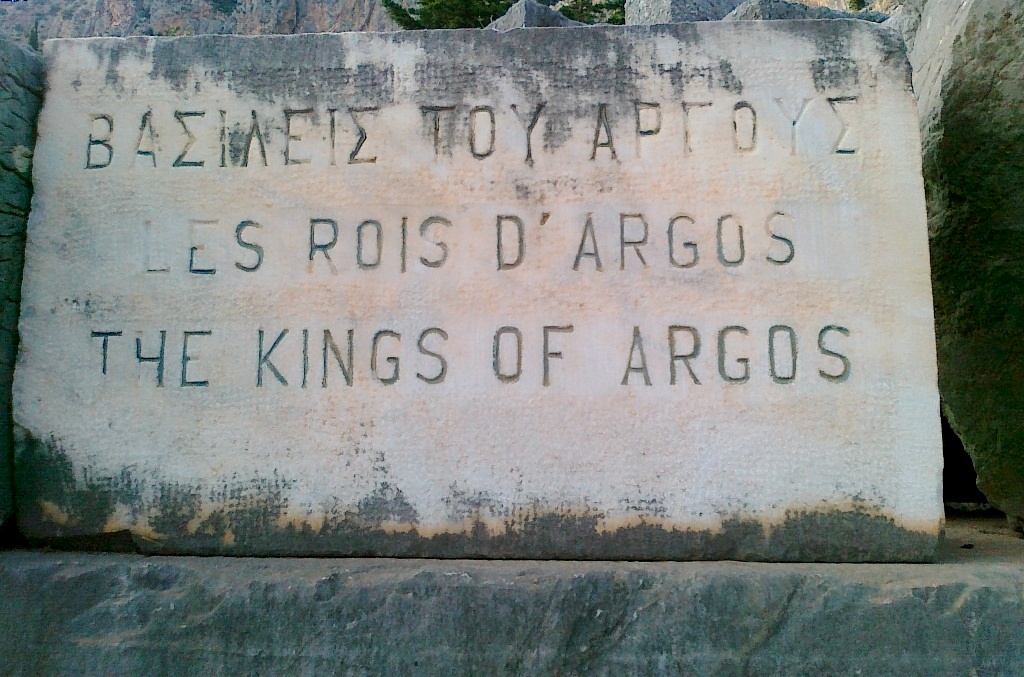 ΒΑΣΙΛΕΙΣ ΤΟΥ ΑΡΓΟΥΣ
LES ROIS D'ARGOS
THE KINGS OF ARGOS